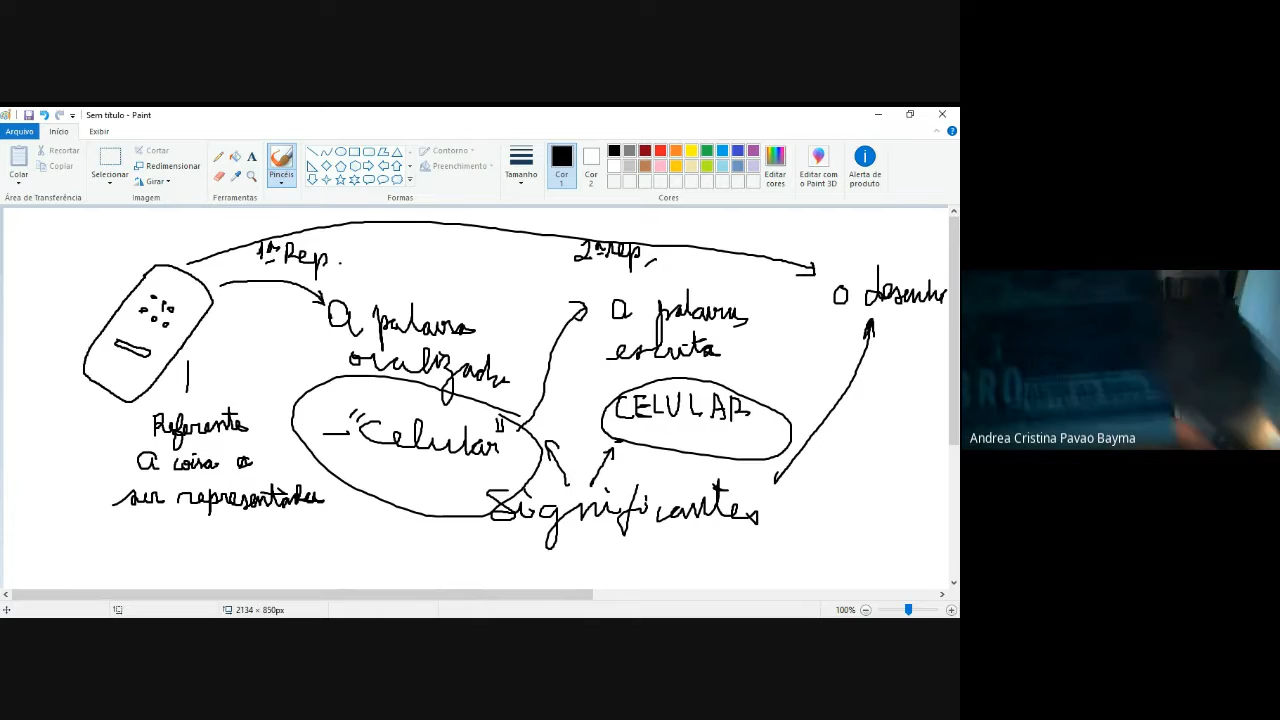 Sem título - Paint
Arquivo Início Exibir
Colar
Recortar
Copiar
Área de Transferência
Selecionar
Cortar
Redimensionar
Girar
Imagem
Ferramentas
Pincéis
Contorno
Preenchimento
Formas
Tamanho
Cor 1
Cor 2
Editar cores
Cores
Editar com o Paint 3D
Alerta de produto
1ª Rep.
2ª rep.
A palavra
oralizada
- "Celular"
A palavra
escrita
CELULAR
O desenho
Referente
A coisa a
ser representada
Significantes
2134 × 850px
100%
Andrea Cristina Pavao Bayma